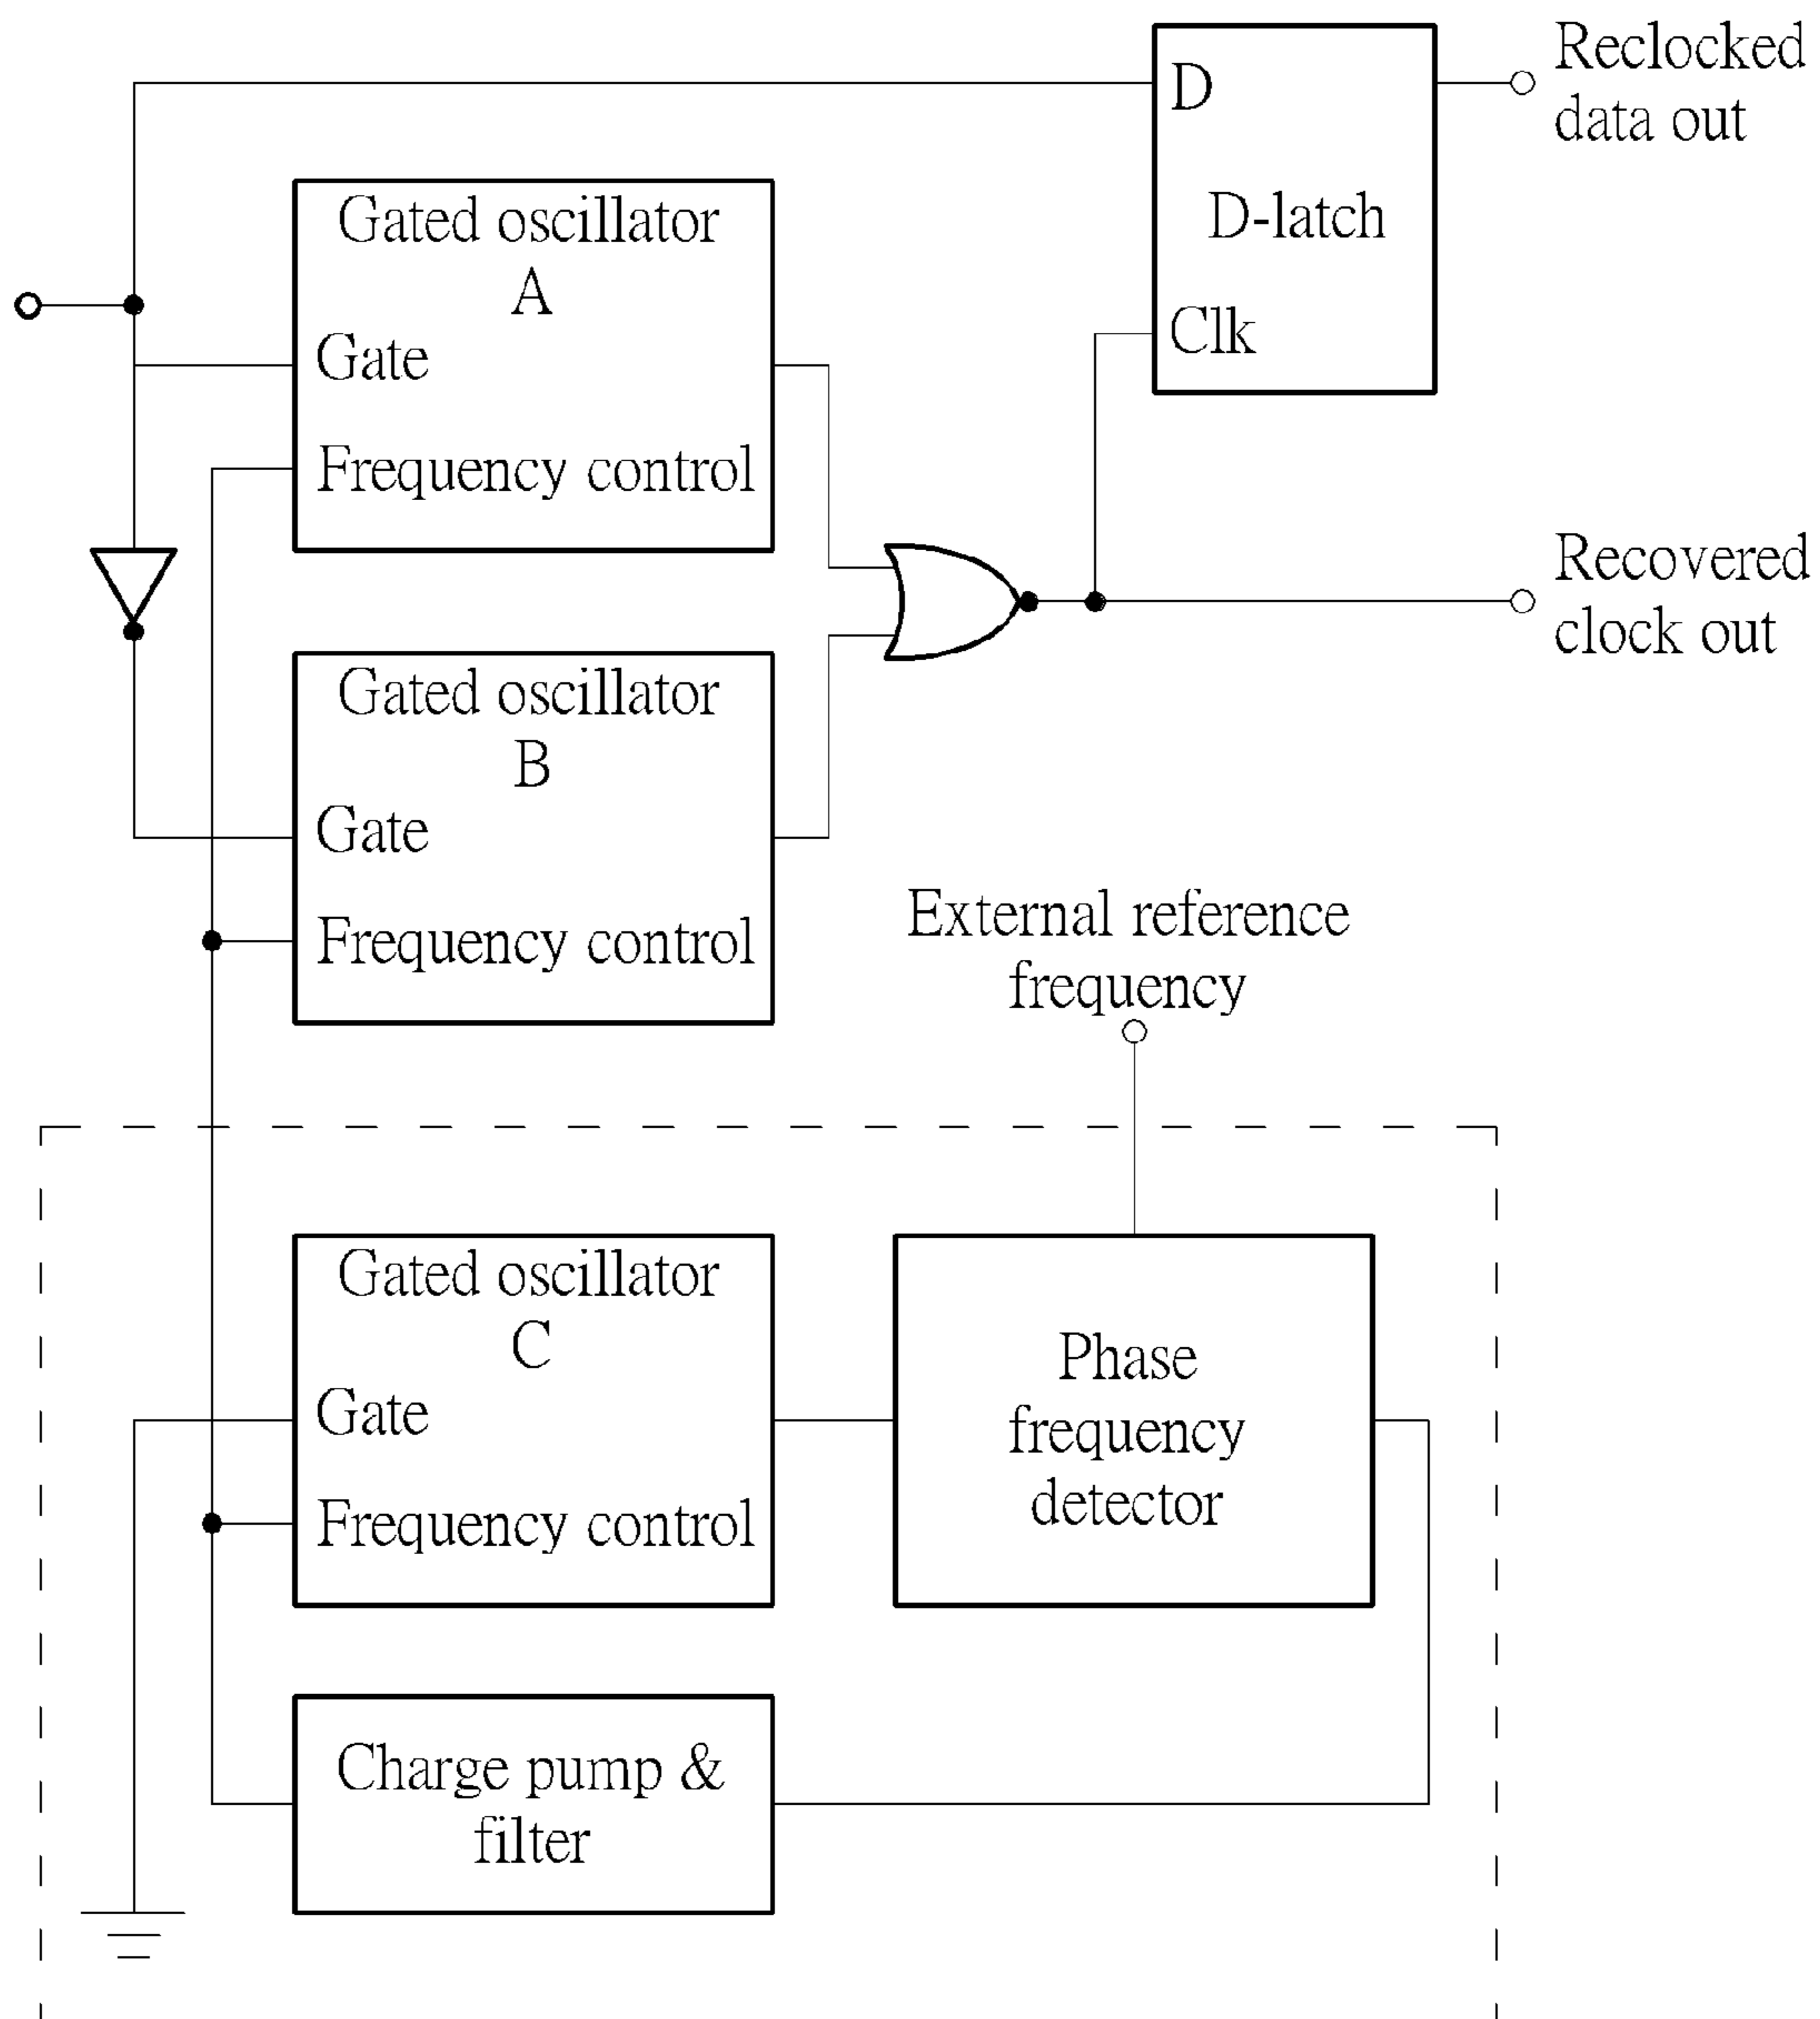 Reclocked
data out
D
D-latch
Clk
Gated oscillator
A
Gate
Frequency control
Recovered
clock out
Gated oscillator
B
Gate
Frequency control
External reference
frequency
Gated oscillator
C
Gate
Frequency control
Phase
frequency
detector
Charge pump &
filter